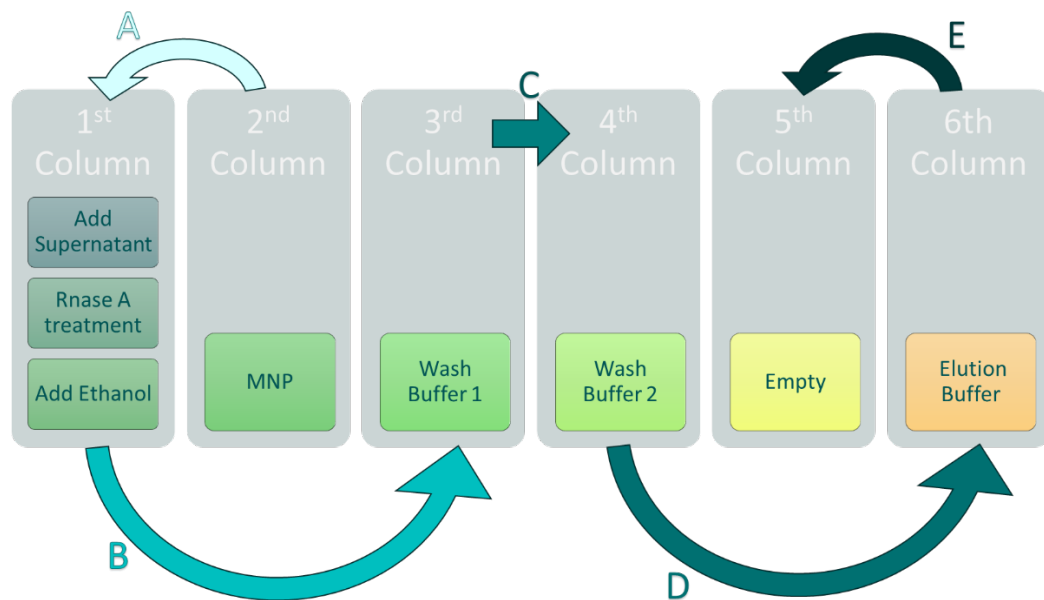 A
E
C
1st
Column
2nd
Column
3rd
Column
4th
Column
5th
Column
6th
Column
Add
Supernatant
Rnase A
treatment
Add Ethanol
MNP
Wash
Buffer 1
Wash
Buffer 2
Empty
Elution
Buffer
B
D